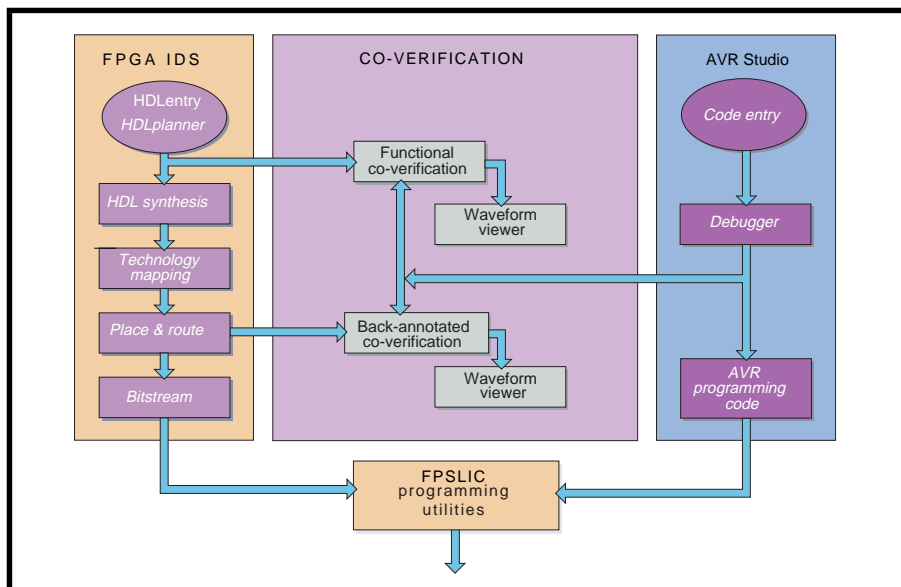 FPGA IDS
HDLentry
HDLplanner
HDL synthesis
Technology
mapping
Place & route
Bitstream
CO-VERIFICATION
Functional
co-verification
Waveform
viewer
Back-annotated
co-verification
Waveform
viewer
AVR Studio
Code entry
Debugger
AVR
programming
code
FPSLIC
programming
utilities